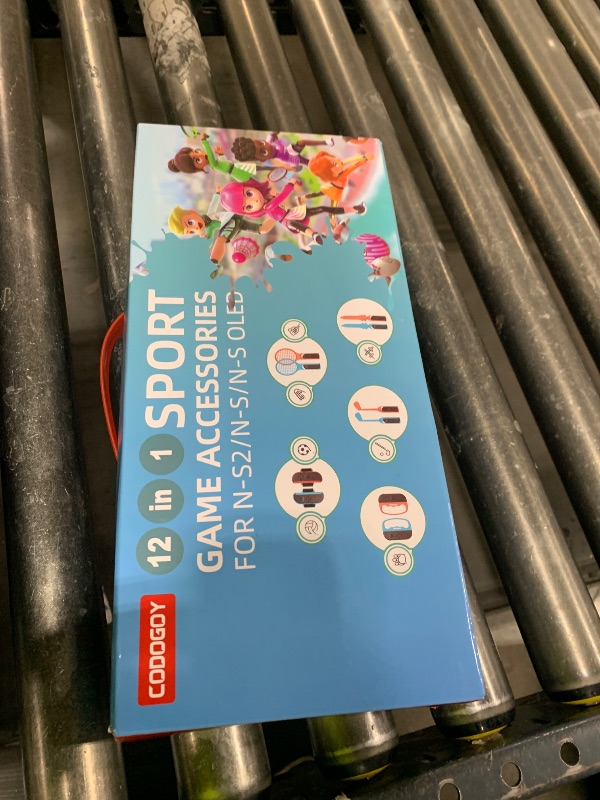 CODOGOY
12 in 1 SPORT
GAME ACCESSORIES
FOR N-S2/N-S/N-S OLED